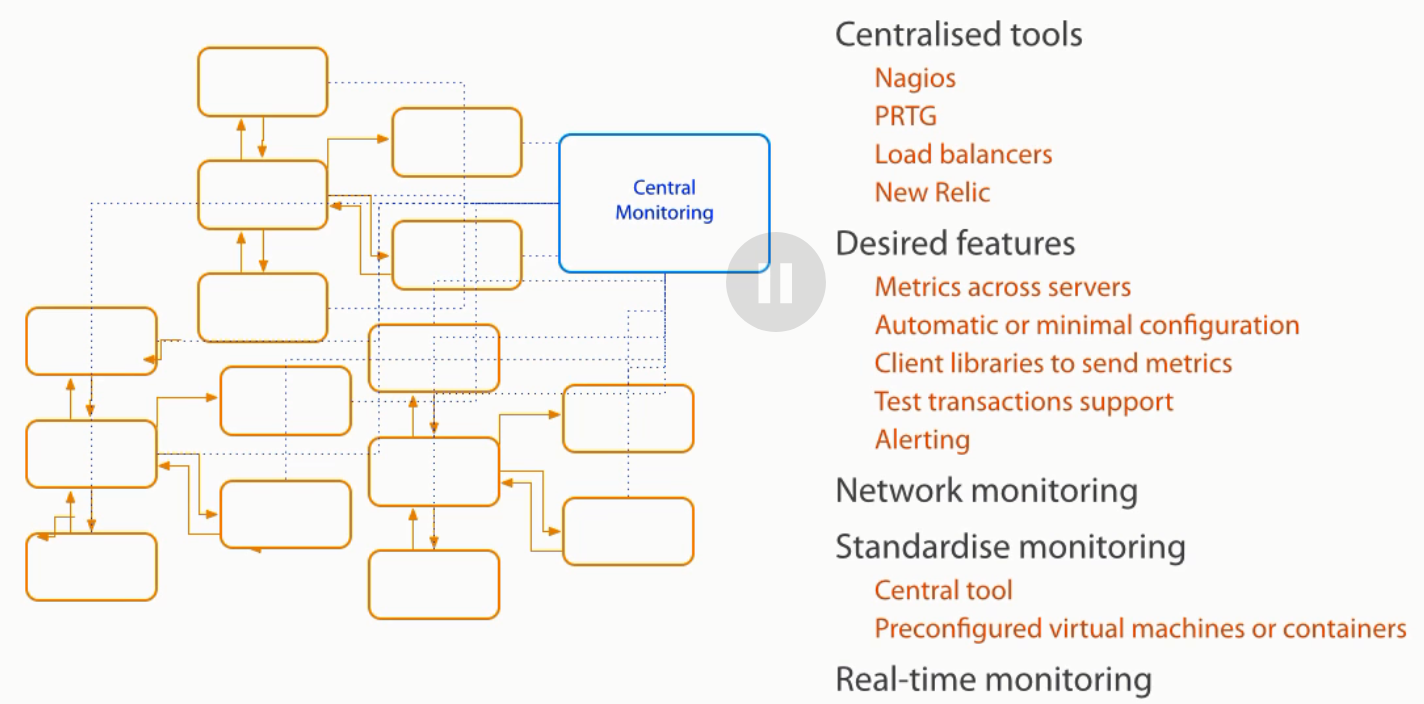 Central
Monitoring
Centralised tools
Nagios
PRTG
Load balancers
New Relic
Desired features
Metrics across servers
Automatic or minimal configuration
Client libraries to send metrics
Test transactions support
Alerting
Network monitoring
Standardise monitoring
Central tool
Preconfigured virtual machines or containers
Real-time monitoring